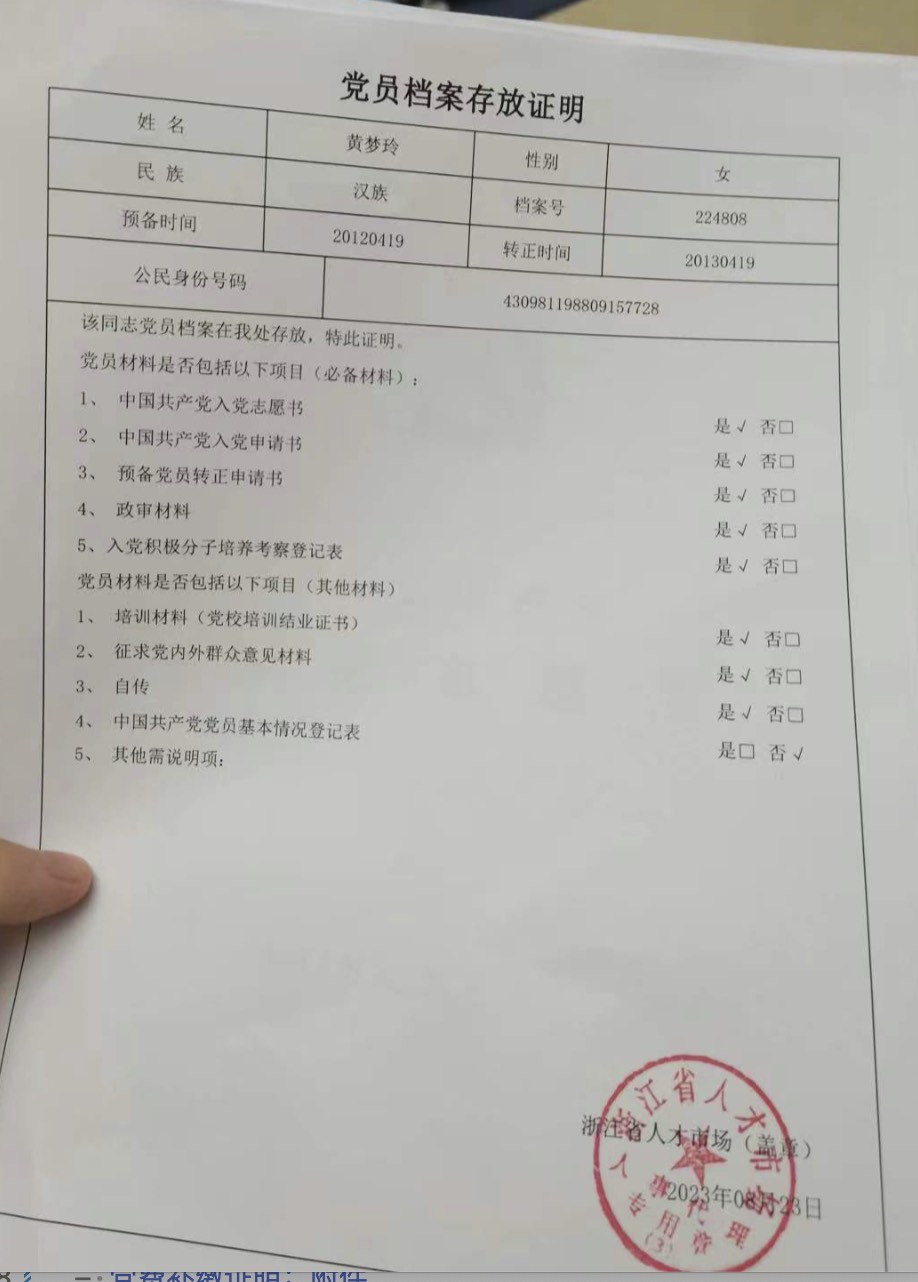 党员档案存放证明
姓 名 黄梦玲 性别 女
民 族 汉族 档案号 224808
预备时间 20120419 转正时间 20130419
公民身份号码 430981198809157728
该同志党员档案在我处存放，特此证明。
党员材料是否包括以下项目（必备材料）：
1、 中国共产党入党志愿书 是√ 否□
2、 中国共产党入党申请书 是√ 否□
3、 预备党员转正申请书 是√ 否□
4、 政审材料 是√ 否□
5、入党积极分子培养考察登记表 是√ 否□
党员材料是否包括以下项目（其他材料）
1、 培训材料（党校培训结业证书） 是√ 否□
2、 征求党内外群众意见材料 是√ 否□
3、 自传 是√ 否□
4、 中国共产党党员基本情况登记表 是□ 否√
5、 其他需说明项:
浙江省人才市场（盖章）
2023年08月23日
浙江省人才市场
人事代理
专用章
(3)